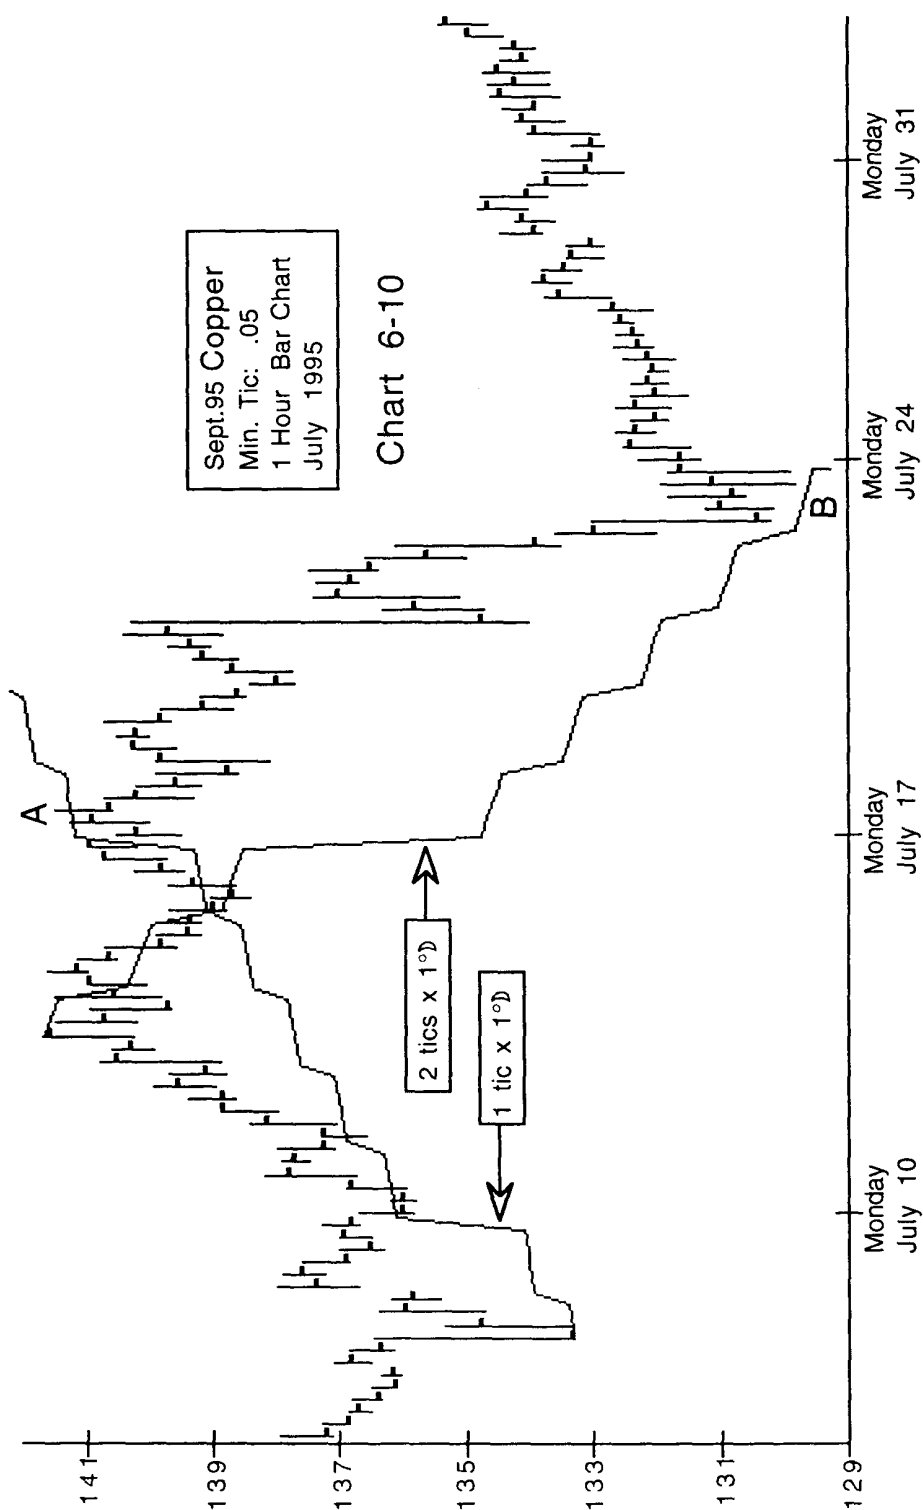 Sept.95 Copper
Min. Tic: .05
1 Hour Bar Chart
July 1995
Chart 6-10
A
B
2 tics x 1°☽
1 tic x 1°☽
141
139
137
135
133
131
129
Monday
July 10
Monday
July 17
Monday
July 24
Monday
July 31